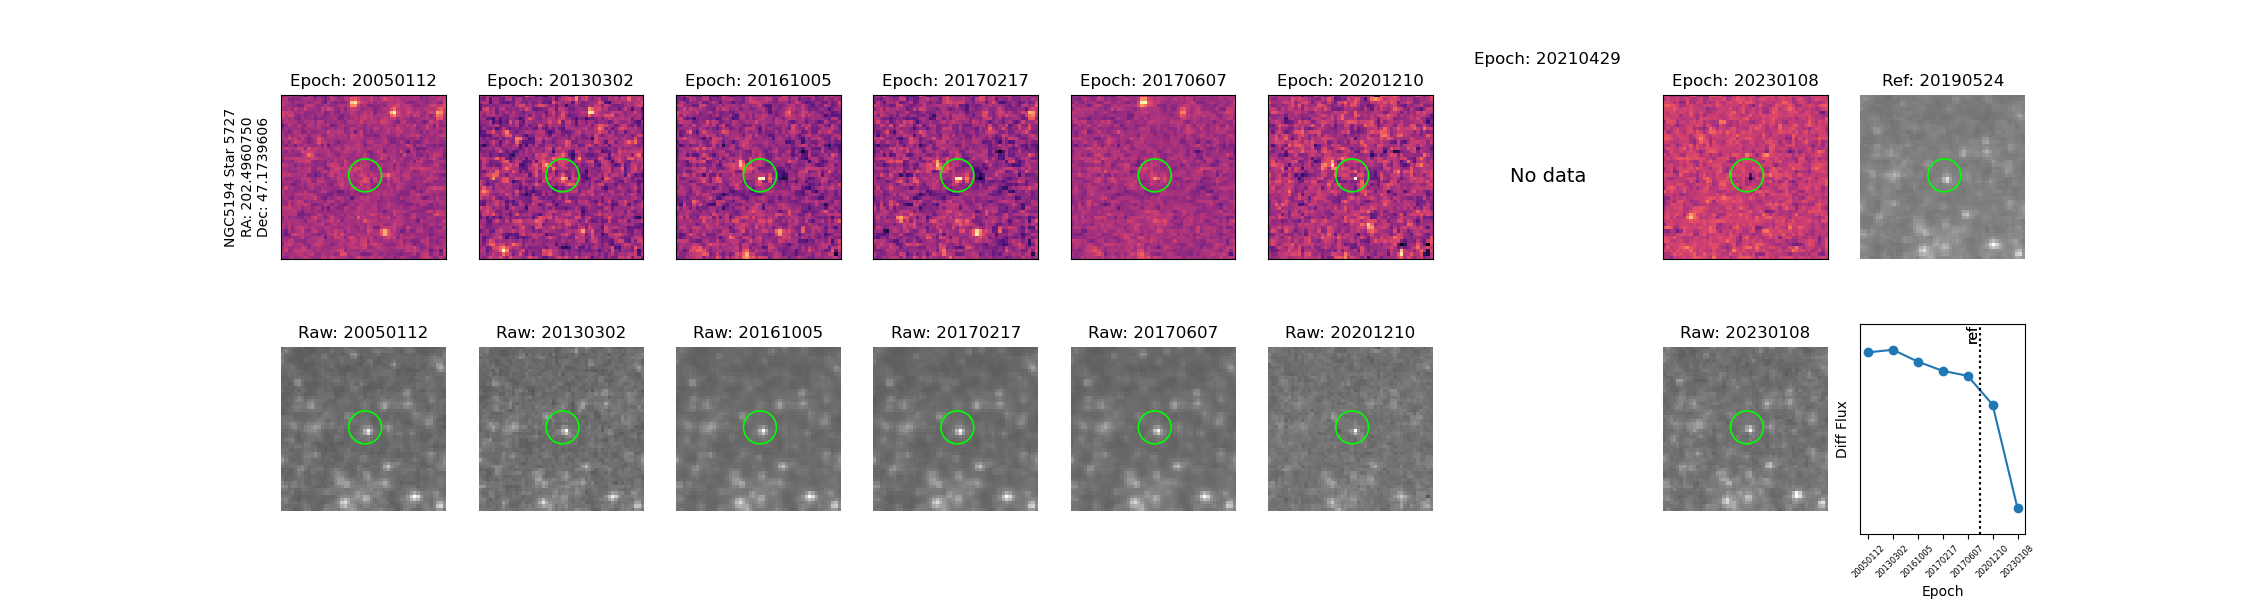 NGC5194 Star 5727
RA: 202.4960750
Dec: 47.1739606
Epoch: 20050112
Epoch: 20130302
Epoch: 20161005
Epoch: 20170217
Epoch: 20170607
Epoch: 20201210
Epoch: 20210429
Epoch: 20230108
Ref: 20190524
No data
Raw: 20050112
Raw: 20130302
Raw: 20161005
Raw: 20170217
Raw: 20170607
Raw: 20201210
Raw: 20230108
ref
Diff Flux
20050112
20130302
20161005
20170217
20170607
20201210
20230108
Epoch